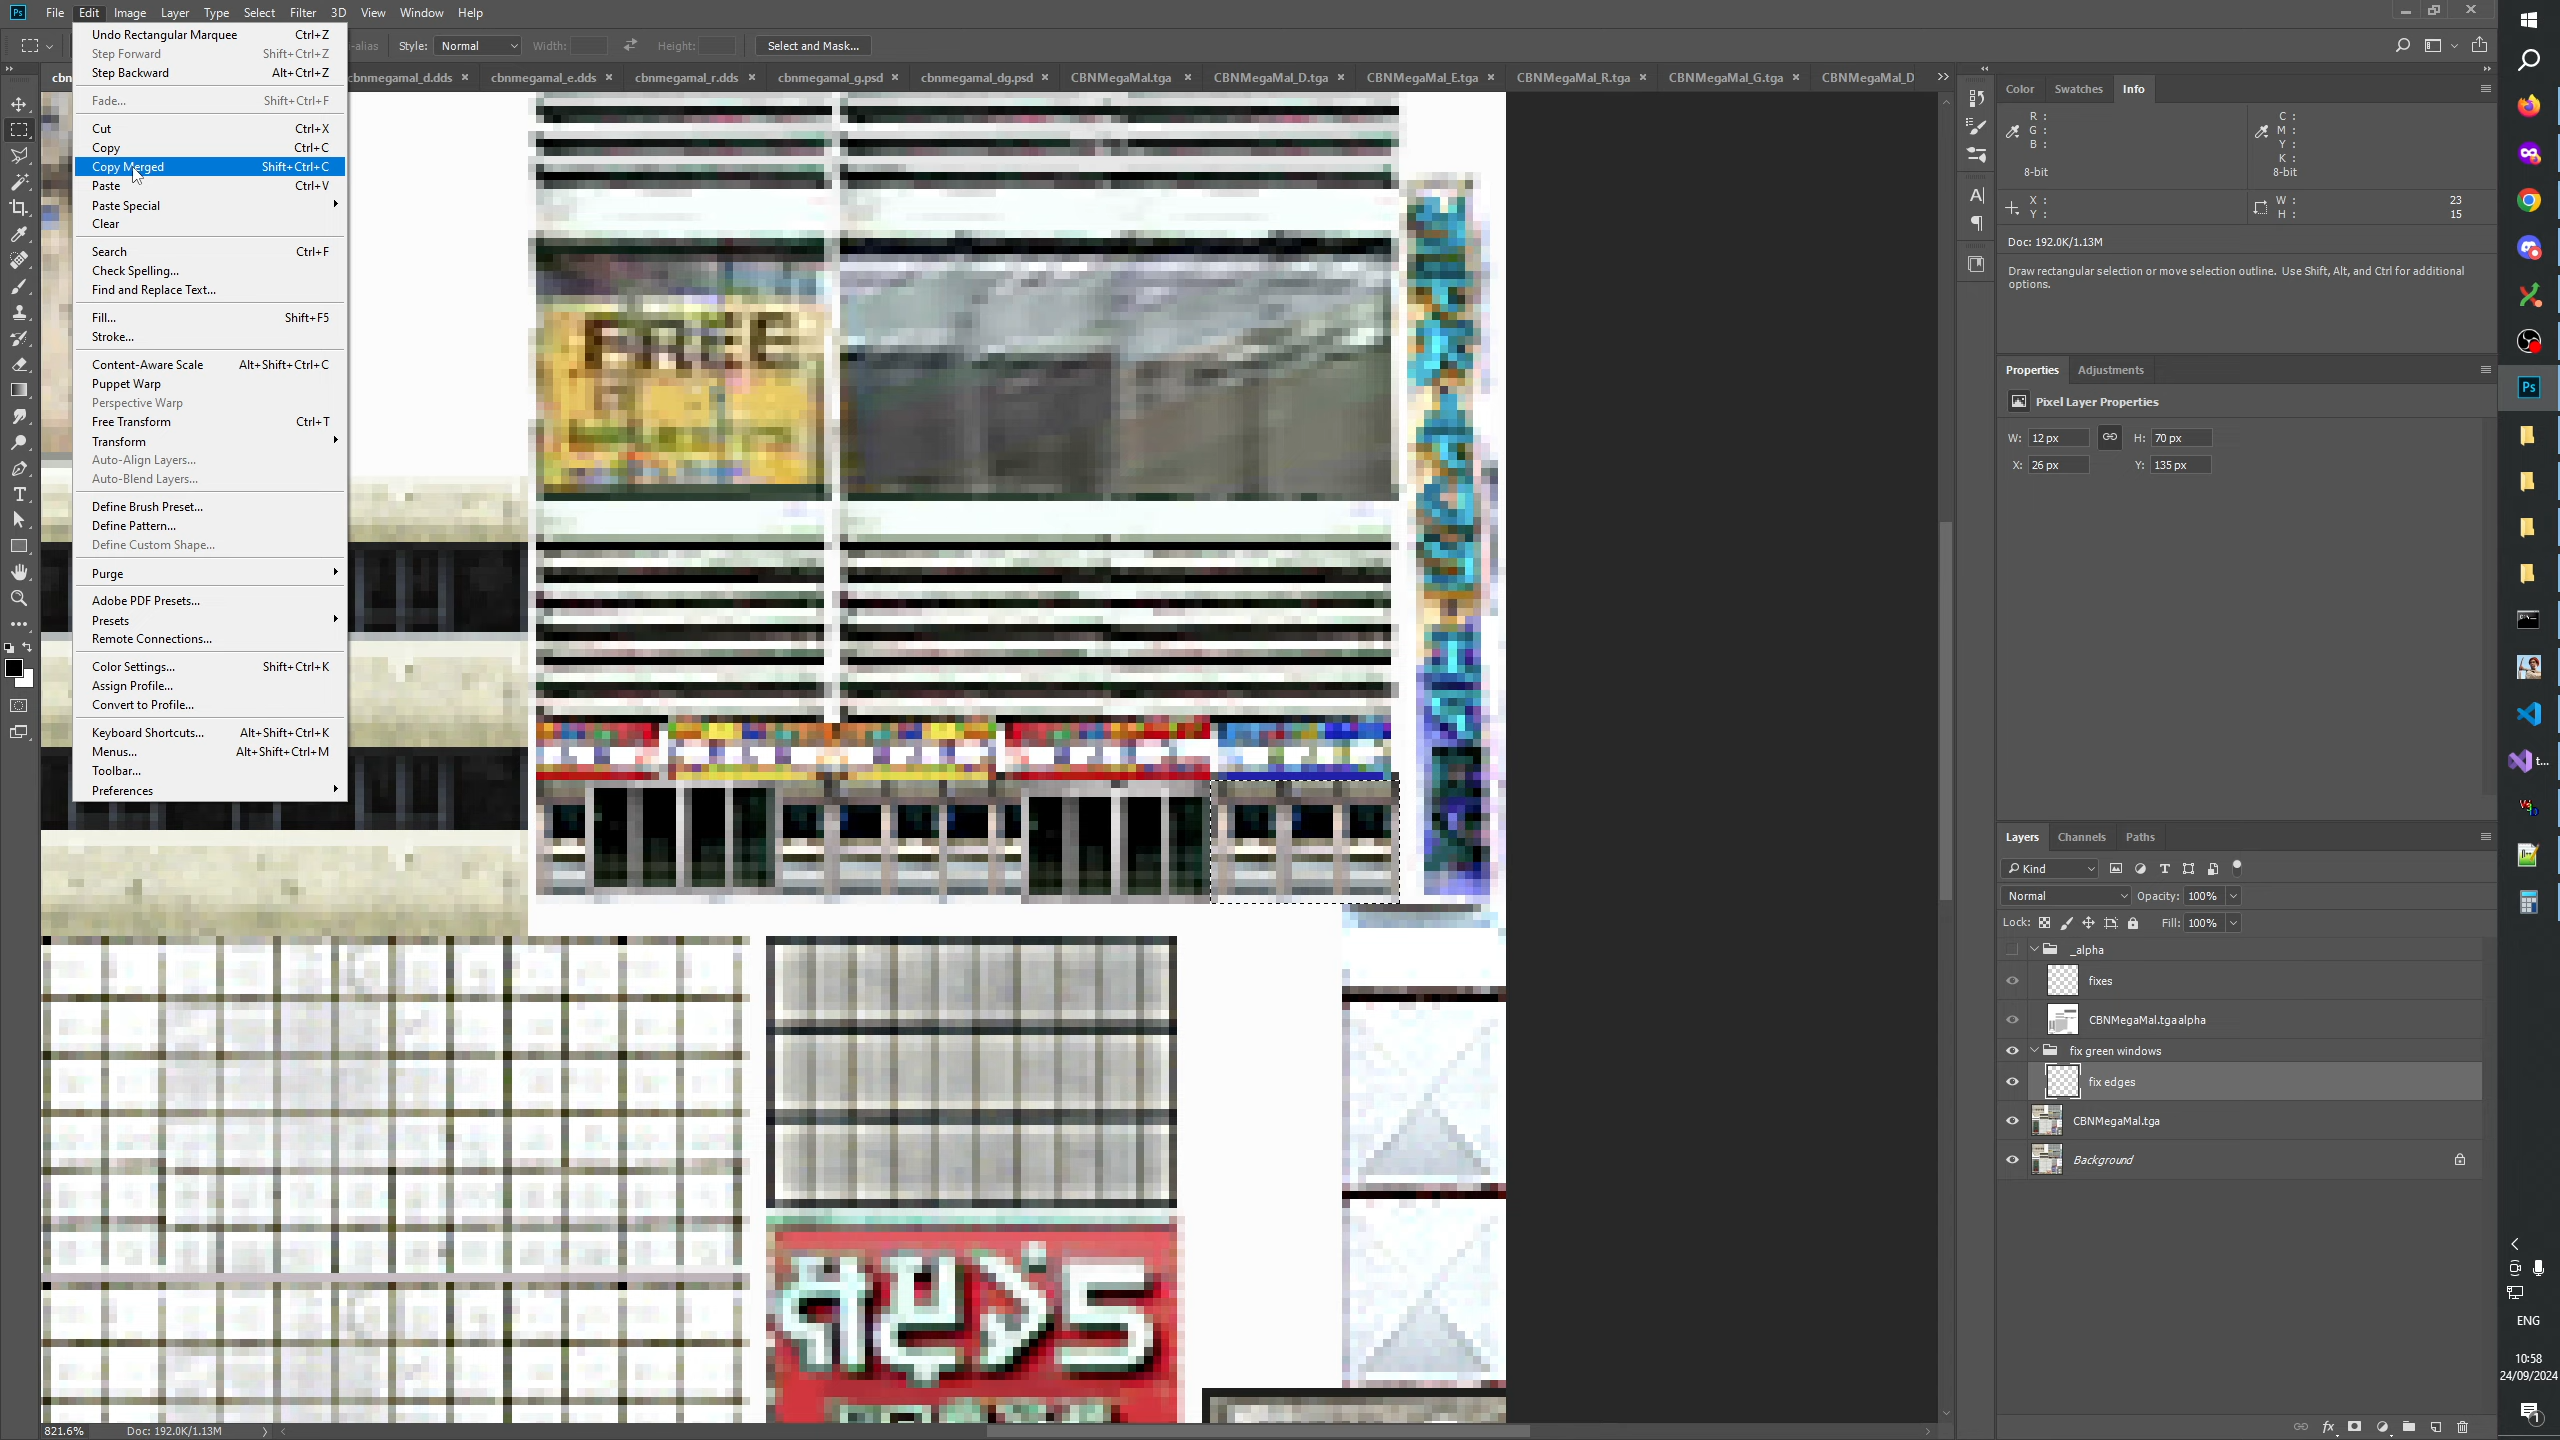 File Edit Image Layer Type Select Filter 3D View Window Help
-alias Style: Normal Width: Height: Select and Mask...
cbn cbnmegamal_d.dds cbnmegamal_e.dds cbnmegamal_r.dds cbnmegamal_g.psd cbnmegamal_dg.psd CBNMegaMal.tga CBNMegaMal_D.tga CBNMegaMal_E.tga CBNMegaMal_R.tga CBNMegaMal_G.tga CBNMegaMal_D
Undo Rectangular Marquee Ctrl+Z
Step Forward Shift+Ctrl+Z
Step Backward Alt+Ctrl+Z
Fade... Shift+Ctrl+F
Cut Ctrl+X
Copy Ctrl+C
Copy Merged Shift+Ctrl+C
Paste Ctrl+V
Paste Special
Clear
Search Ctrl+F
Check Spelling...
Find and Replace Text...
Fill... Shift+F5
Stroke...
Content-Aware Scale Alt+Shift+Ctrl+C
Puppet Warp
Perspective Warp
Free Transform Ctrl+T
Transform
Auto-Align Layers...
Auto-Blend Layers...
Define Brush Preset...
Define Pattern...
Define Custom Shape...
Purge
Adobe PDF Presets...
Presets
Remote Connections...
Color Settings... Shift+Ctrl+K
Assign Profile...
Convert to Profile...
Keyboard Shortcuts... Alt+Shift+Ctrl+K
Menus... Alt+Shift+Ctrl+M
Toolbar...
Preferences
FREE
Color Swatches Info
R : C :
G : M :
B : Y :
K :
8-bit 8-bit
X : W : 23
Y : H : 15
Doc: 192.0K/1.13M
Draw rectangular selection or move selection outline. Use Shift, Alt, and Ctrl for additional
options.
Properties Adjustments
Pixel Layer Properties
W: 12 px H: 70 px
X: 26 px Y: 135 px
Layers Channels Paths
Kind
Normal Opacity: 100%
Lock: Fill: 100%
_alpha
fixes
CBNMegaMal.tga alpha
fix green windows
fix edges
CBNMegaMal.tga
Background
821.6% Doc: 192.0K/1.13M
t...
ENG
10:58
24/09/2024
1